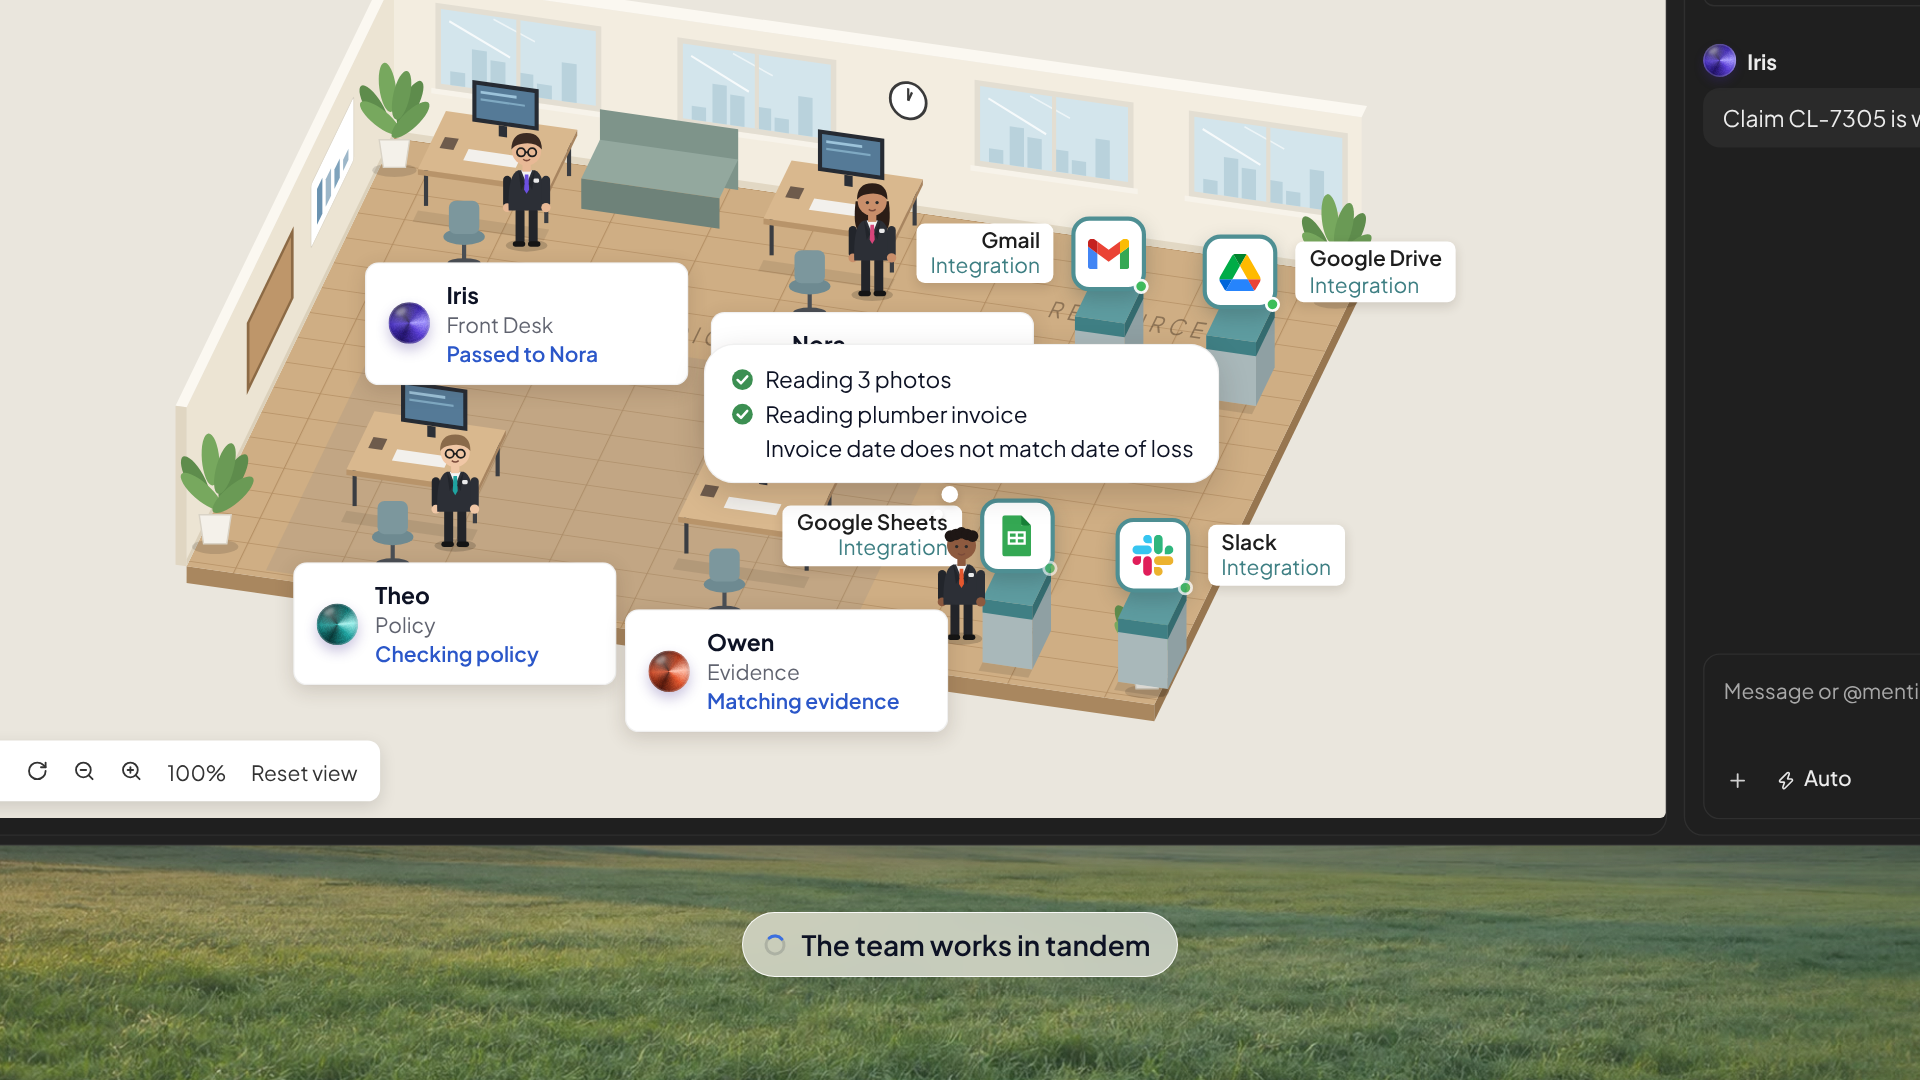 Iris
Claim CL-7305 is
Gmail
Integration
Google Drive
Integration
Iris
Front Desk
Passed to Nora
Nora
Reading 3 photos
Reading plumber invoice
Invoice date does not match date of loss
Google Sheets
Integration
Slack
Integration
Theo
Policy
Checking policy
Owen
Evidence
Matching evidence
Message or @menti
100%
Reset view
Auto
The team works in tandem